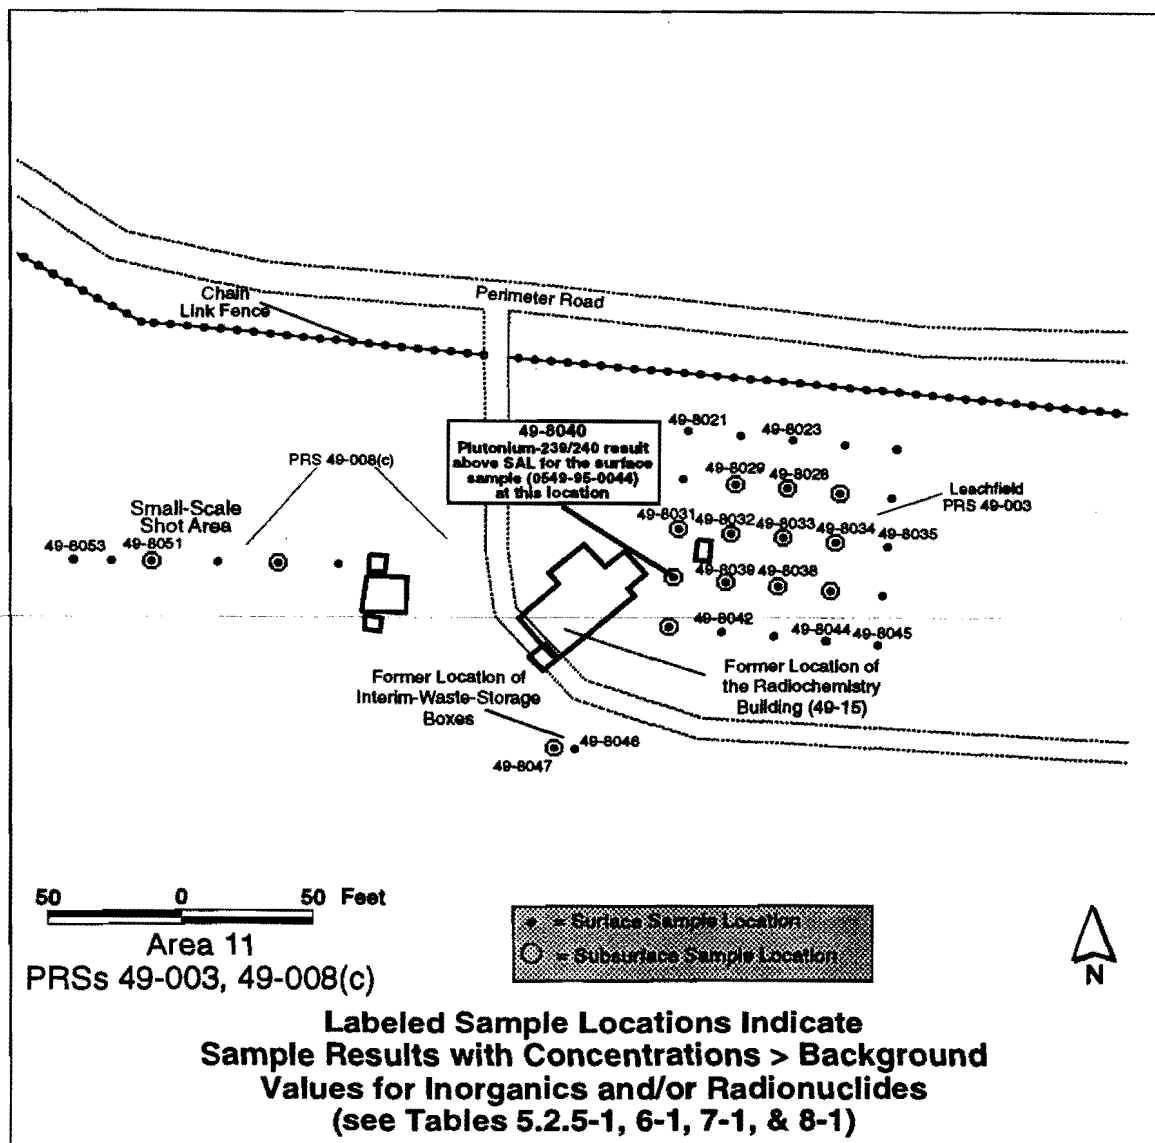 Chain
Link Fence
Perimeter Road
49-8040
Plutonium-239/240 result
above SAL for the surface
sample (0549-95-0044)
at this location
49-8021
49-8023
PRS 49-008(c)
49-8029
49-8028
Leachfield
PRS 49-003
Small-Scale
Shot Area
49-8031
49-8032
49-8033
49-8034
49-8035
49-8053
49-8051
49-8039
49-8038
49-8042
49-8044
49-8045
Former Location of
Interim-Waste-Storage
Boxes
Former Location of
the Radiochemistry
Building (49-15)
49-8046
49-8047
50 0 50 Feet
Area 11
PRSs 49-003, 49-008(c)
= Surface Sample Location
= Subsurface Sample Location
N
Labeled Sample Locations Indicate
Sample Results with Concentrations > Background
Values for Inorganics and/or Radionuclides
(see Tables 5.2.5-1, 6-1, 7-1, & 8-1)